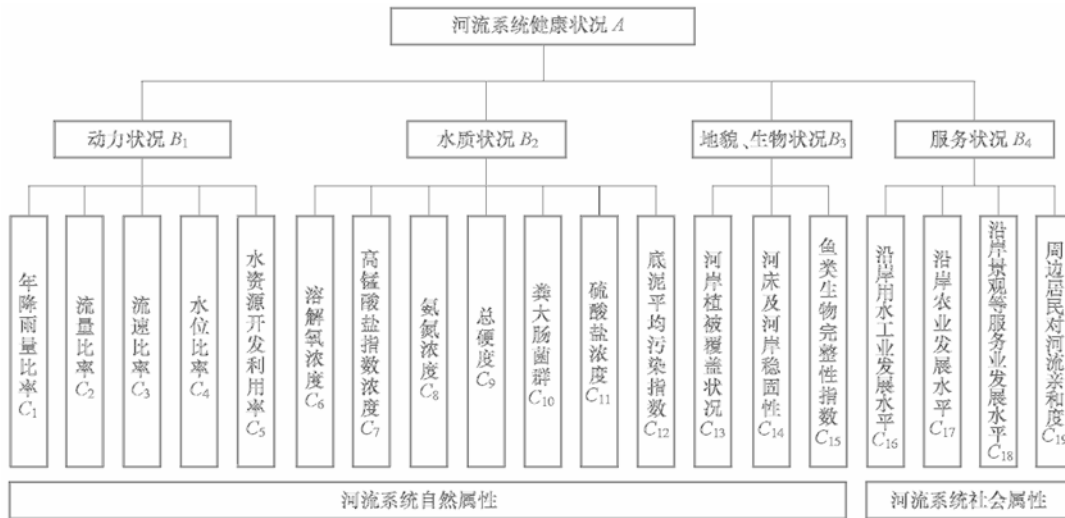 河流系统健康状况 A
动力状况 B₁
水质状况 B₂
地貌、生物状况B₃
服务状况 B₄
年降雨量比率C₁
流量比率C₂
流速比率C₃
水位比率C₄
水资源开发利用率C₅
溶解氧浓度C₆
高锰酸盐指数浓度C₇
氨氮浓度C₈
总硬度C₉
粪大肠菌群C₁₀
硫酸盐浓度C₁₁
底泥平均污染指数C₁₂
河岸植被覆盖状况C₁₃
河床及河岸稳固性C₁₄
鱼类生物完整性指数C₁₅
沿岸用水工业发展水平C₁₆
沿岸农业发展水平C₁₇
沿岸景观等服务业发展水平C₁₈
周边居民对河流亲和度C₁₉
河流系统自然属性
河流系统社会属性